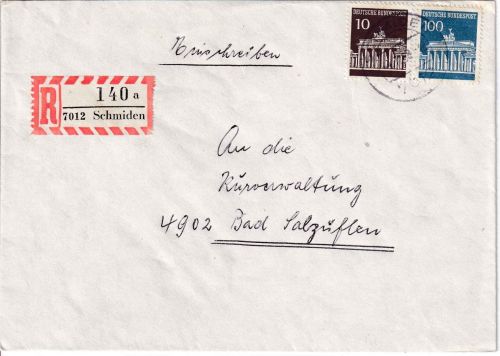 DEUTSCHE BUNDESPOST
10
DEUTSCHE BUNDESPOST
100
Einschreiben
R
140 a
7012 Schmiden
An die
Kurverwaltung
4902 Bad Salzuflen